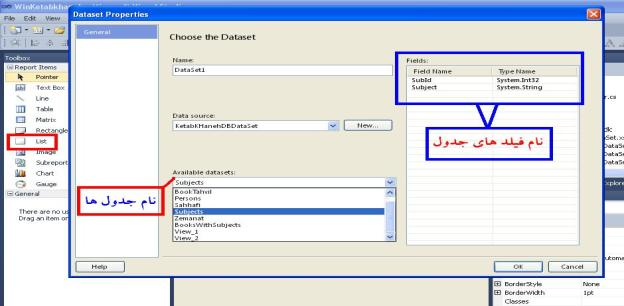 WinKetabkha
File Edit View
Toolbox
Report Items
Pointer
Text Box
Line
Table
Matrix
Rectangle
List
Image
Subreport
Chart
Gauge
General
There are no us
Drag an item on
Dataset Properties
General
Choose the Dataset
Name:
DataSet1
Data source:
KetabKHanehDBDataSet
New...
Available datasets:
Subjects
BookTahvil
Persons
Sahhafi
Subjects
Zemanat
BooksWithSubjects
View_1
View_2
نام جدول ها
Fields:
Field Name Type Name
SubId System.Int32
Subject System.String
نام فیلد های جدول
Help
OK
Cancel
BorderStyle None
BorderWidth 1pt
Classes